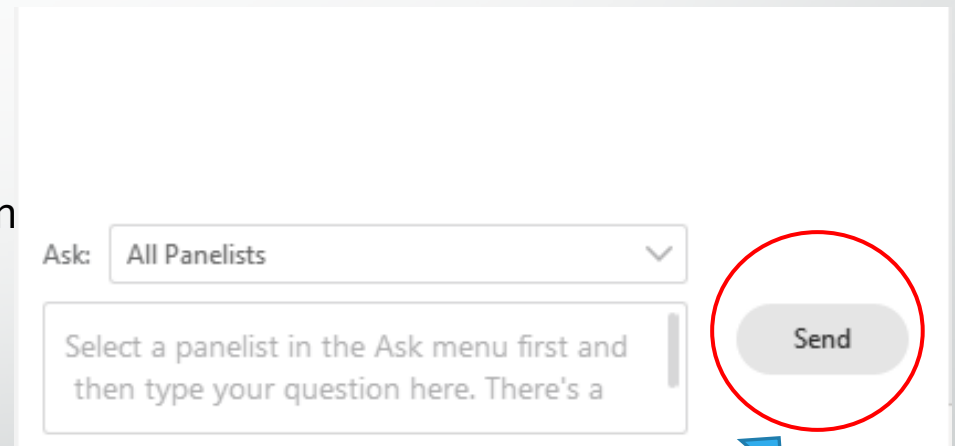 n
Ask: All Panelists
Select a panelist in the Ask menu first and
then type your question here. There's a
Send